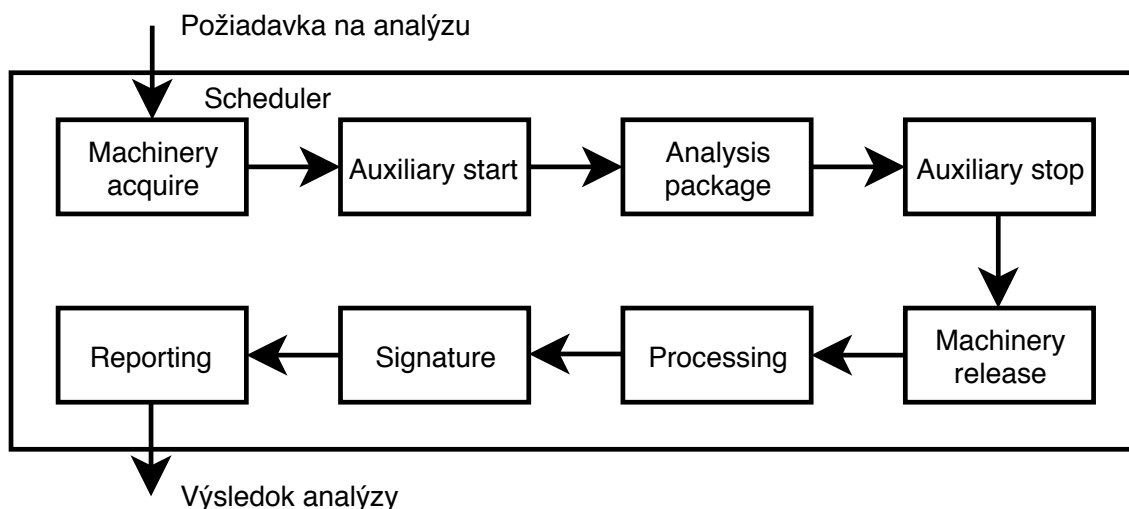 Požiadavka na analýzu
Scheduler
Machinery
acquire
Auxiliary start
Analysis
package
Auxiliary stop
Machinery
release
Processing
Signature
Reporting
Výsledok analýzy